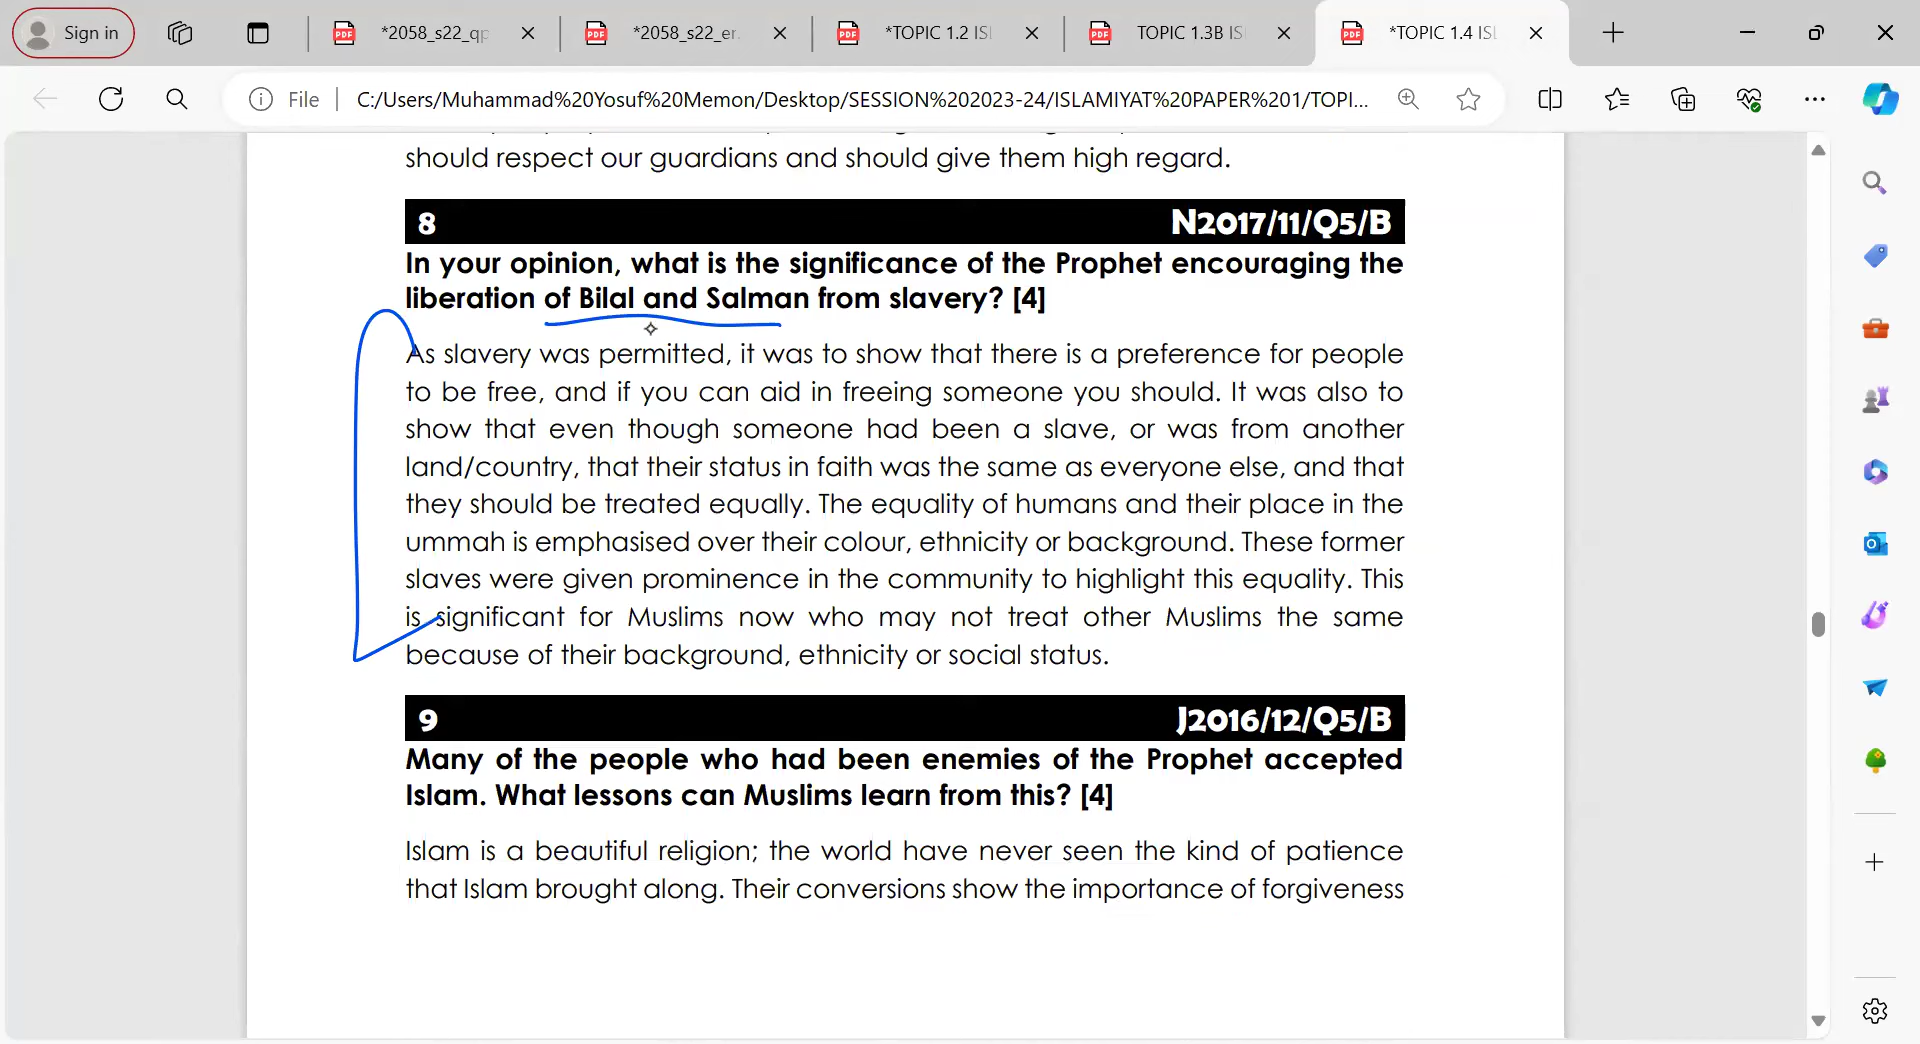 Sign in
*2058_s22_qp
*2058_s22_er.
*TOPIC 1.2 ISI
TOPIC 1.3B IS
*TOPIC 1.4 ISL
File
C:/Users/Muhammad%20Yosuf%20Memon/Desktop/SESSION%202023-24/ISLAMIYAT%20PAPER%201/TOPI...
should respect our guardians and should give them high regard.
8 N2017/11/Q5/B
In your opinion, what is the significance of the Prophet encouraging the
liberation of Bilal and Salman from slavery? [4]
As slavery was permitted, it was to show that there is a preference for people
to be free, and if you can aid in freeing someone you should. It was also to
show that even though someone had been a slave, or was from another
land/country, that their status in faith was the same as everyone else, and that
they should be treated equally. The equality of humans and their place in the
ummah is emphasised over their colour, ethnicity or background. These former
slaves were given prominence in the community to highlight this equality. This
is significant for Muslims now who may not treat other Muslims the same
because of their background, ethnicity or social status.
9 J2016/12/Q5/B
Many of the people who had been enemies of the Prophet accepted
Islam. What lessons can Muslims learn from this? [4]
Islam is a beautiful religion; the world have never seen the kind of patience
that Islam brought along. Their conversions show the importance of forgiveness